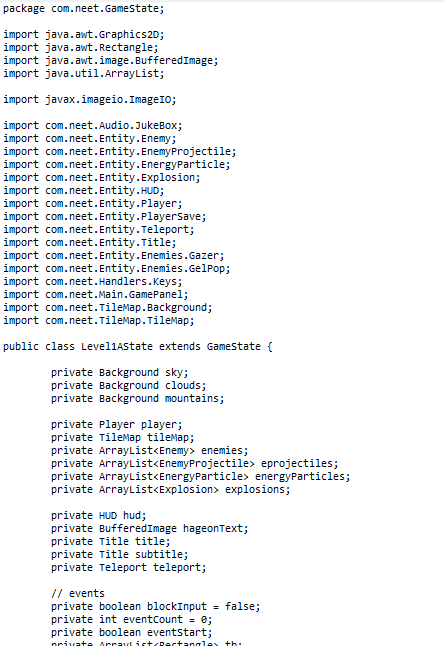 package com.neet.GameState;
import java.awt.Graphics2D;
import java.awt.Rectangle;
import java.awt.image.BufferedImage;
import java.util.ArrayList;
import javax.imageio.ImageIO;
import com.neet.Audio.JukeBox;
import com.neet.Entity.Enemy;
import com.neet.Entity.EnemyProjectile;
import com.neet.Entity.EnergyParticle;
import com.neet.Entity.Explosion;
import com.neet.Entity.HUD;
import com.neet.Entity.Player;
import com.neet.Entity.PlayerSave;
import com.neet.Entity.Teleport;
import com.neet.Entity.Title;
import com.neet.Entity.Enemies.Gazer;
import com.neet.Entity.Enemies.GelPop;
import com.neet.Handlers.Keys;
import com.neet.Main.GamePanel;
import com.neet.TileMap.Background;
import com.neet.TileMap.TileMap;
public class Level1AState extends GameState {
private Background sky;
private Background clouds;
private Background mountains;
private Player player;
private TileMap tileMap;
private ArrayList<Enemy> enemies;
private ArrayList<EnemyProjectile> eprojectiles;
private ArrayList<EnergyParticle> energyParticles;
private ArrayList<Explosion> explosions;
private HUD hud;
private BufferedImage hageonText;
private Title title;
private Title subtitle;
private Teleport teleport;
// events
private boolean blockInput = false;
private int eventCount = 0;
private boolean eventStart;
private ArrayList<Rectangle> tb;